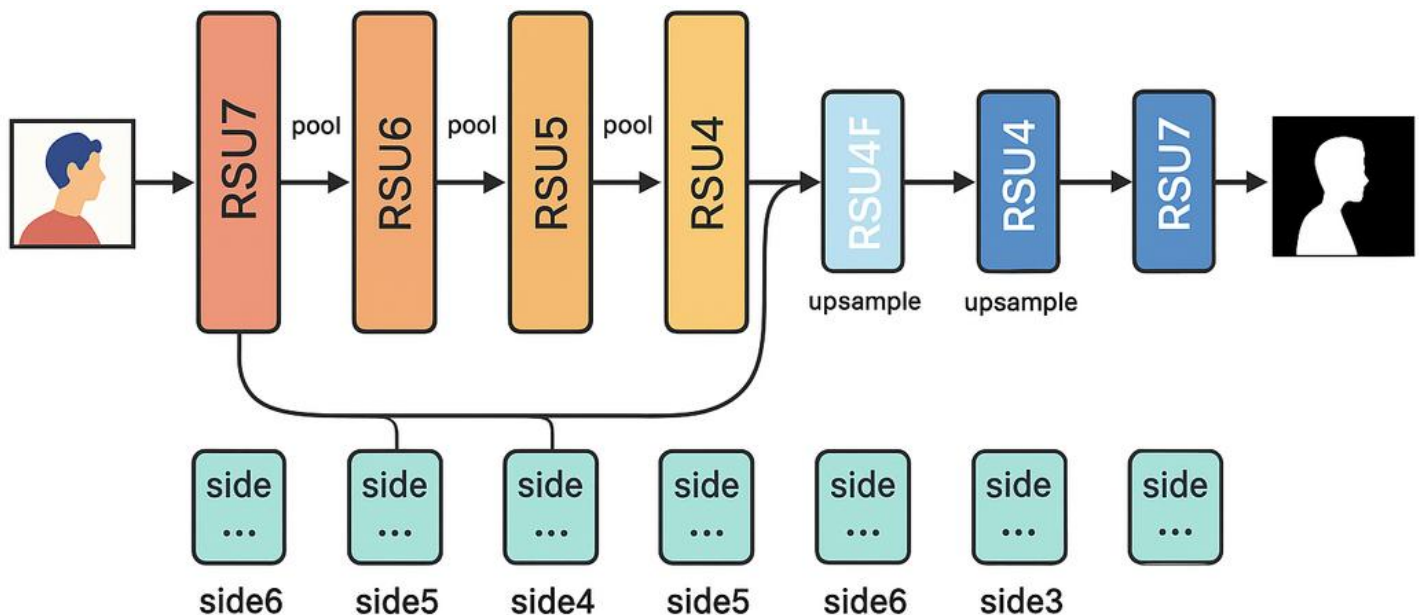 RSU7
pool
RSU6
pool
RSU5
pool
RSU4
RSU4F
upsample
RSU4
upsample
RSU7
side
...
side6
side
...
side5
side
...
side4
side
...
side5
side
...
side6
side
...
side3
side
...